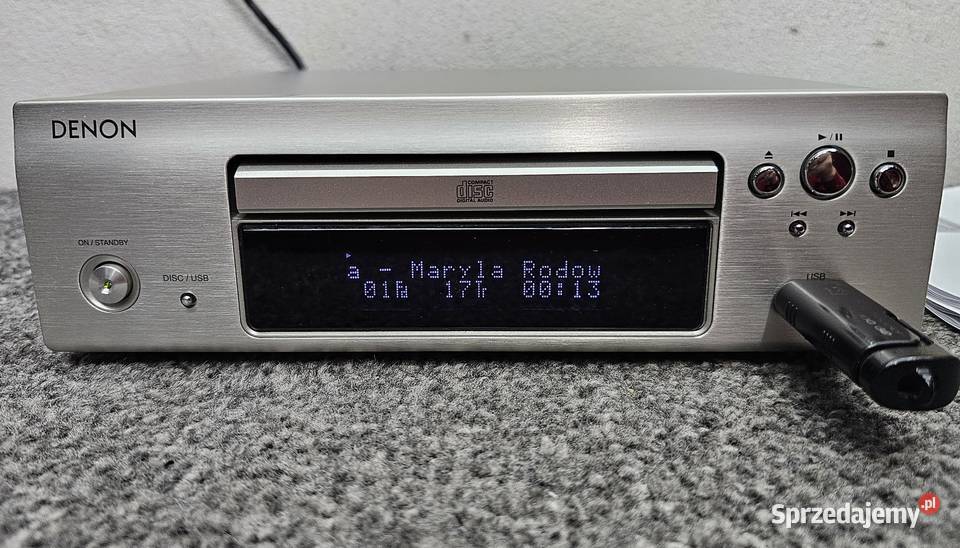 DENON
▶/❚❚
COMPACT
disc
DIGITAL AUDIO
ON / STANDBY
DISC / USB
USB
a - Maryla Rodow
01 17 00:13
Sprzedajemy.pl